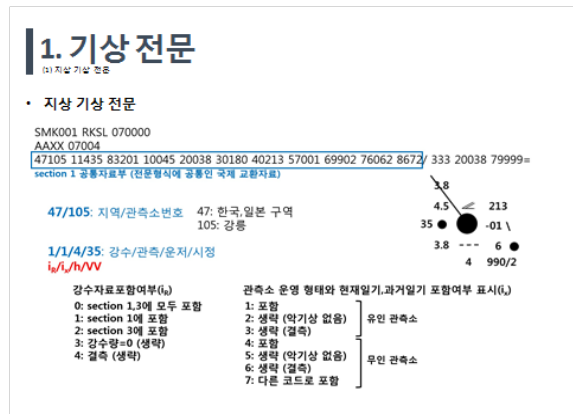 1. 기상 전문
(1) 지상 기상 전문
• 지상 기상 전문
SMK001 RKSL 070000
AAXX 07004
47105 11435 83201 10045 20038 30180 40213 57001 69902 76062 8672/ 333 20038 79999=
section 1 공통자료부 (전문형식에 공통인 국제 교환자료)
47/105: 지역/관측소번호 47: 한국,일본 구역
105: 강릉
1/1/4/35: 강수/관측/운저/시정
iR/ix/h/VV
3.8
4.5 213
35 -01 \
3.8 --- 6
4 990/2
강수자료포함여부(iR)
0: section 1,3에 모두 포함
1: section 1에 포함
2: section 3에 포함
3: 강수량=0 (생략)
4: 결측 (생략)
관측소 운영 형태와 현재일기,과거일기 포함여부 표시(ix)
1: 포함
2: 생략 (악기상 없음)
3: 생략 (결측)
유인 관측소
4: 포함
5: 생략 (악기상 없음)
6: 생략 (결측)
7: 다른 코드로 포함
무인 관측소